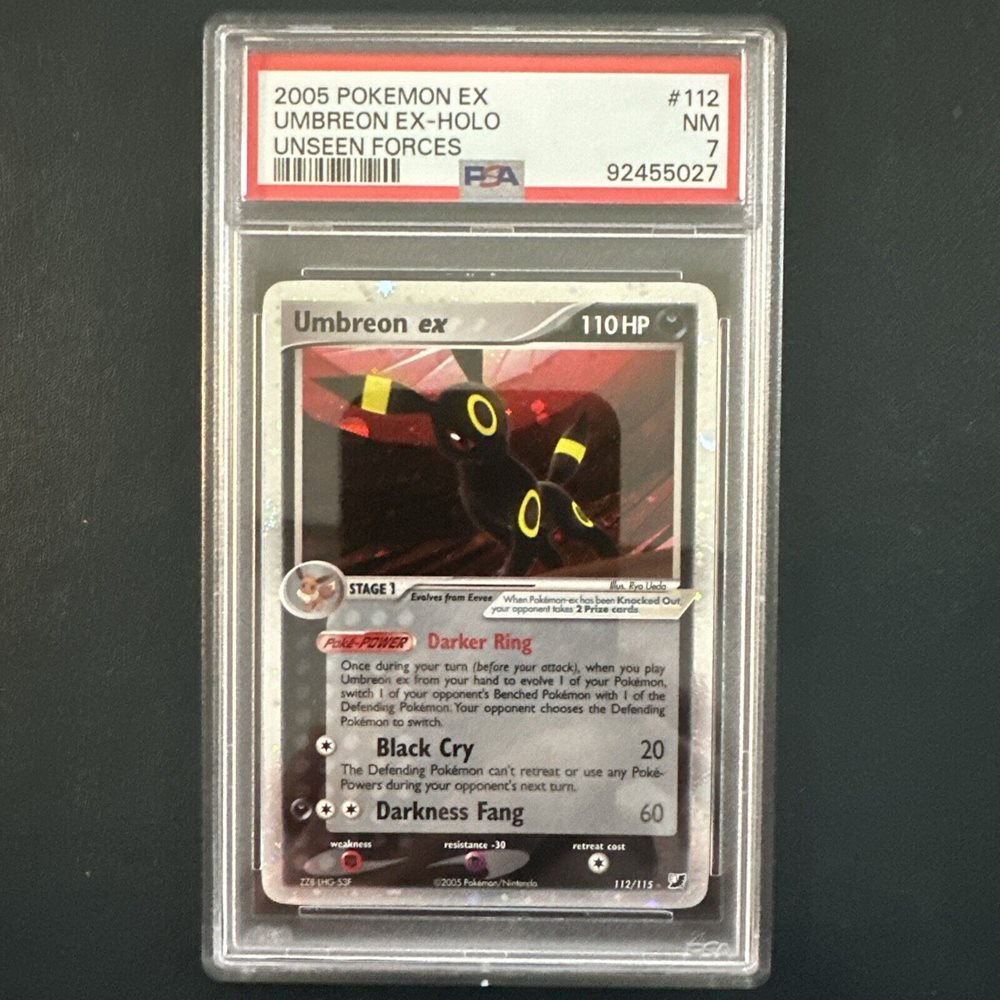 2005 POKEMON EX #112
UMBREON EX-HOLO NM
UNSEEN FORCES 7
PSA 92455027
Umbreon ex 110 HP
Illus. Ryo Ueda
STAGE 1
Evolves from Eevee
When Pokémon-ex has been Knocked Out,
your opponent takes 2 Prize cards.
Poké-POWER Darker Ring
Once during your turn (before your attack), when you play
Umbreon ex from your hand to evolve 1 of your Pokémon,
switch 1 of your opponent's Benched Pokémon with 1 of the
Defending Pokémon. Your opponent chooses the Defending
Pokémon to switch.
Black Cry 20
The Defending Pokémon can't retreat or use any Poké-
Powers during your opponent's next turn.
Darkness Fang 60
weakness resistance -30 retreat cost
©2005 Pokémon/Nintendo 112/115